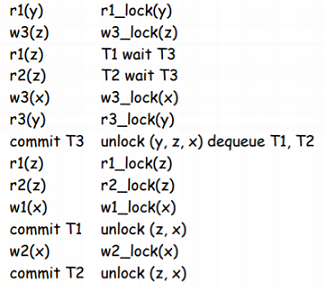 r1(y) r1_lock(y)
w3(z) w3_lock(z)
r1(z) T1 wait T3
r2(z) T2 wait T3
w3(x) w3_lock(x)
r3(y) r3_lock(y)
commit T3 unlock (y, z, x) dequeue T1, T2
r1(z) r1_lock(z)
r2(z) r2_lock(z)
w1(x) w1_lock(x)
commit T1 unlock (z, x)
w2(x) w2_lock(x)
commit T2 unlock (z, x)